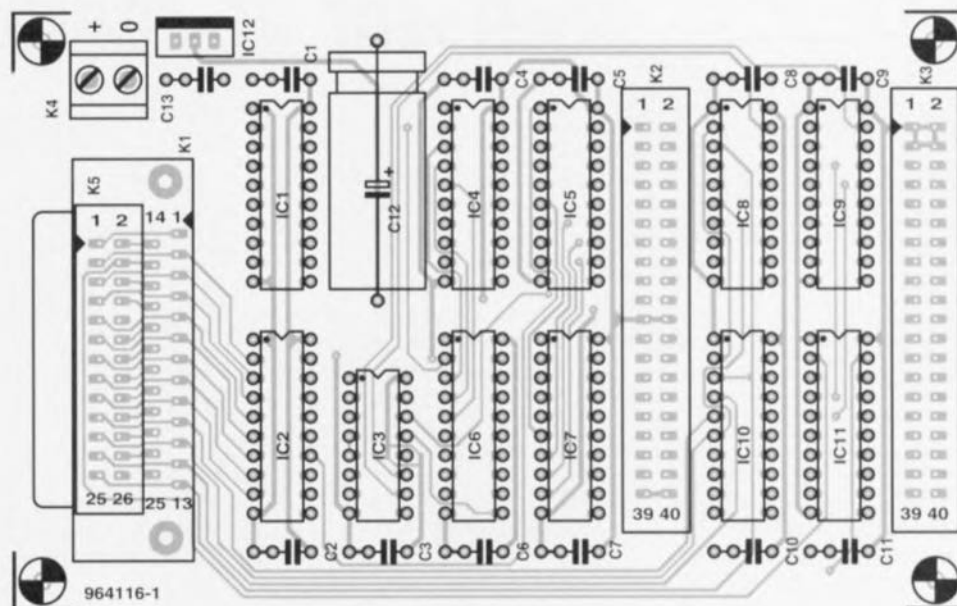 + 0
IC12
K4
C13
C1
C4
C5
K2
C8
C9
K3
K1
1 2
1 2
K5
1 2 14 1
IC1
C12
+
IC4
IC5
IC8
IC9
IC2
IC3
IC6
IC7
IC10
IC11
25 26 25 13
39 40
39 40
C2
C3
C6
C7
C10
C11
964116-1